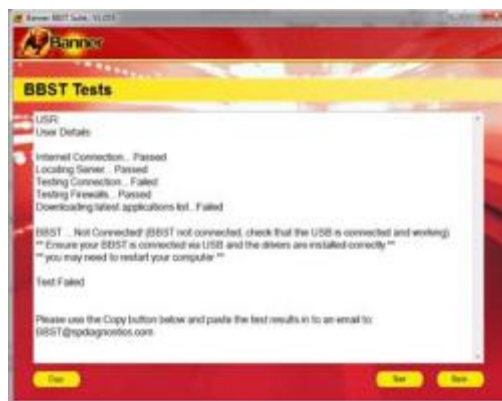 Banner BBST Suite
Banner
BBST Tests
USR:
User Details:
Internet Connection... Passed
Locating Server... Passed
Testing Connection... Failed
Testing Firewalls... Passed
Downloading latest applications list... Failed
BBST ... Not Connected! (BBST not connected, check that the USB is connected and working)
** Ensure your BBST is connected via USB and the drivers are installed correctly **
** you may need to restart your computer **
Test Failed
Please use the Copy button below and paste the test results in to an email to:
BBST@spdiagnostics.com
Copy
Back